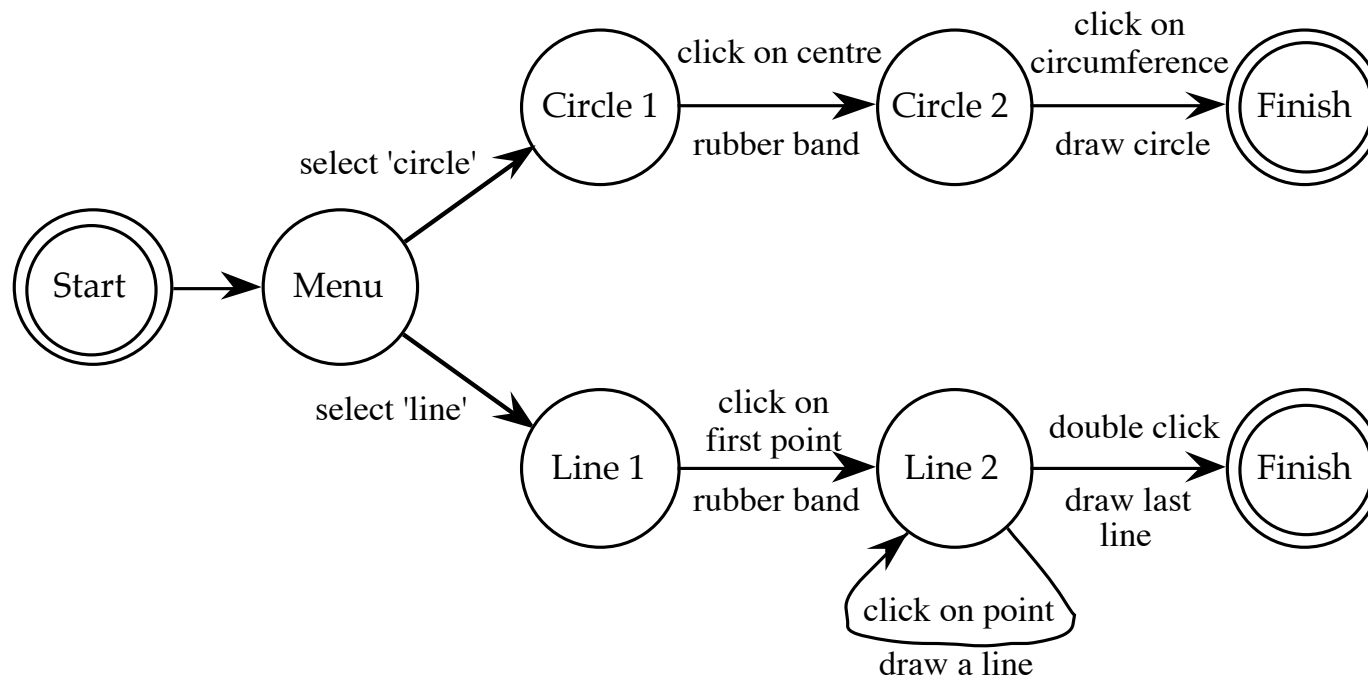 click on
circumference
click on centre
Circle 1
Circle 2
Finish
rubber band
draw circle
select 'circle'
Start
Menu
select 'line'
click on
first point
double click
Line 1
Line 2
Finish
rubber band
draw last
line
click on point
draw a line